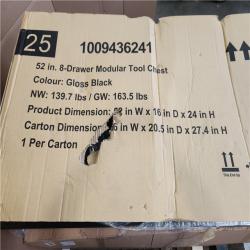 25
1009436241
52 in. 8-Drawer Modular Tool Chest
Colour: Gloss Black
NW: 139.7 lbs / GW: 163.5 lbs
Product Dimension: 52 in W x 16 in D x 24 in H
Carton Dimension: 56 in W x 20.5 in D x 27.4 in H
1 Per Carton